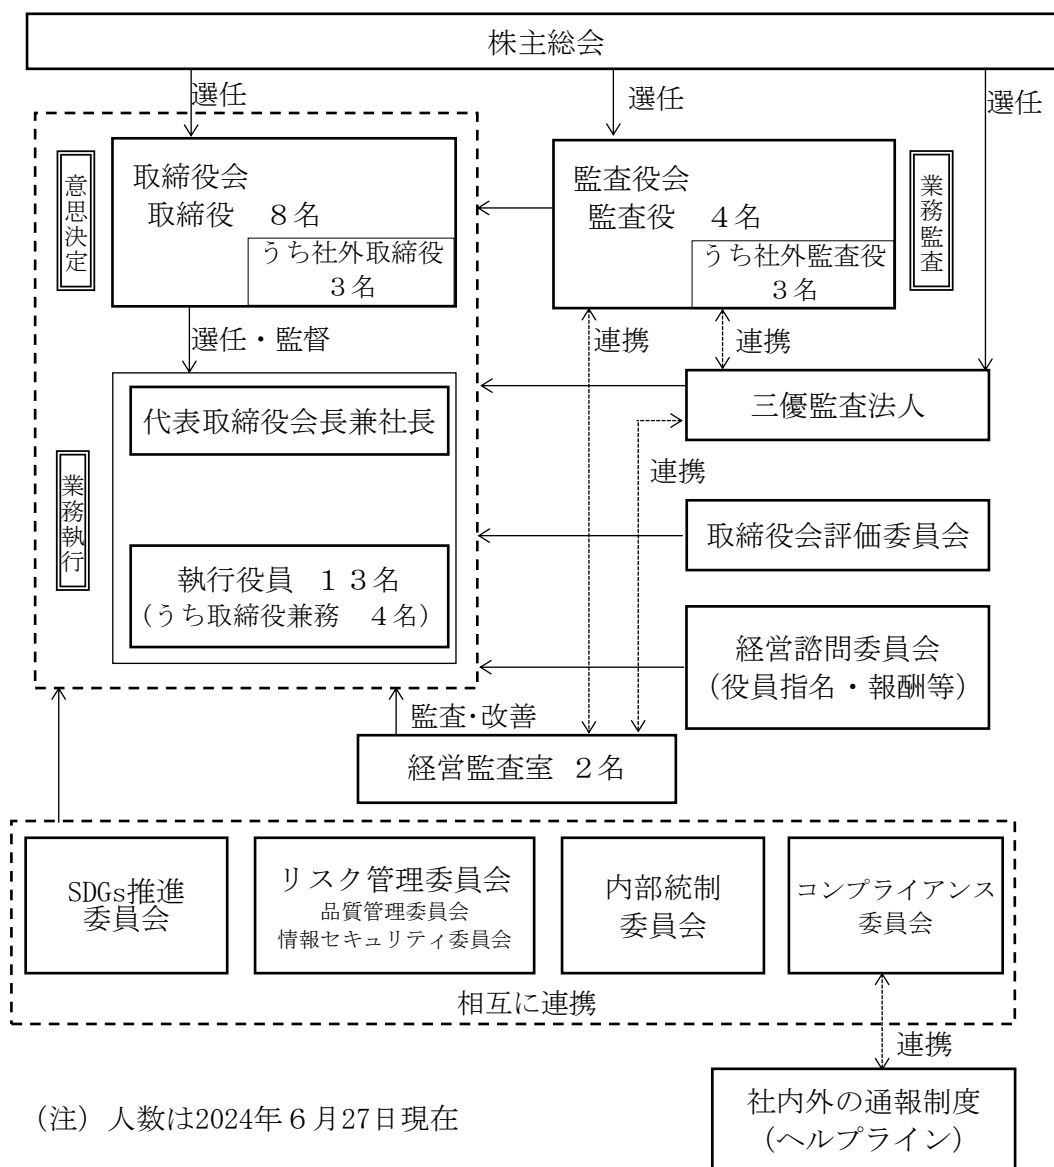 株主総会
選任
選任
選任
意思決定
取締役会
取締役　８名
うち社外取締役
３名
監査役会
監査役　４名
うち社外監査役
３名
業務監査
選任・監督
連携
連携
代表取締役会長兼社長
三優監査法人
連携
業務執行
取締役会評価委員会
執行役員　１３名
（うち取締役兼務　４名）
経営諮問委員会
（役員指名・報酬等）
監査･改善
経営監査室　２名
SDGs推進
委員会
リスク管理委員会
品質管理委員会
情報セキュリティ委員会
内部統制
委員会
コンプライアンス
委員会
相互に連携
連携
社内外の通報制度
（ヘルプライン）
（注）人数は2024年６月27日現在